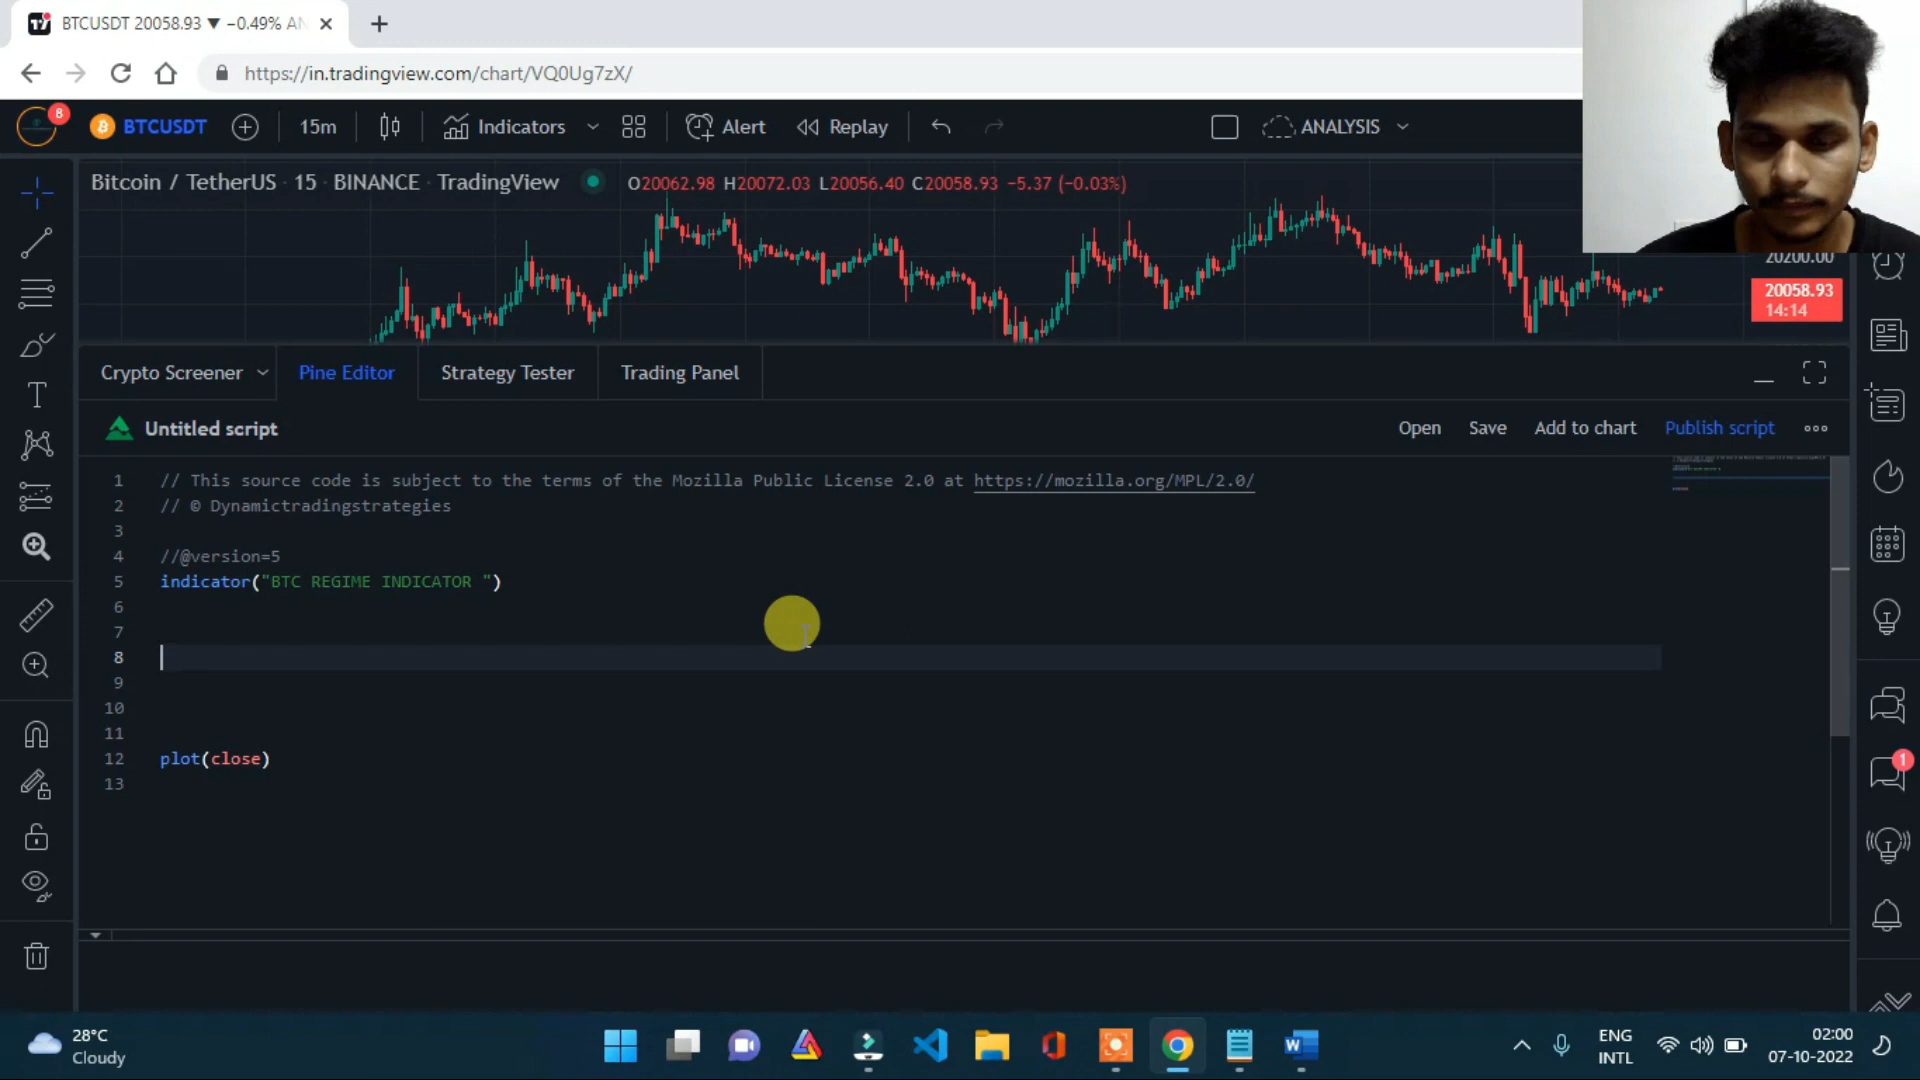 BTCUSDT 20058.93 ▼ −0.49% AN
https://in.tradingview.com/chart/VQ0Ug7zX/
8
BTCUSDT
15m
Indicators
Alert
Replay
ANALYSIS
Bitcoin / TetherUS · 15 · BINANCE · TradingView
O20062.98 H20072.03 L20056.40 C20058.93 −5.37 (−0.03%)
20200.00
20058.93
14:14
Crypto Screener
Pine Editor
Strategy Tester
Trading Panel
Untitled script
Open
Save
Add to chart
Publish script
1 // This source code is subject to the terms of the Mozilla Public License 2.0 at https://mozilla.org/MPL/2.0/
2 // © Dynamictradingstrategies
3
4 //@version=5
5 indicator("BTC REGIME INDICATOR ")
6
7
8
9
10
11
12 plot(close)
13
1
28°C
Cloudy
ENG
INTL
02:00
07-10-2022